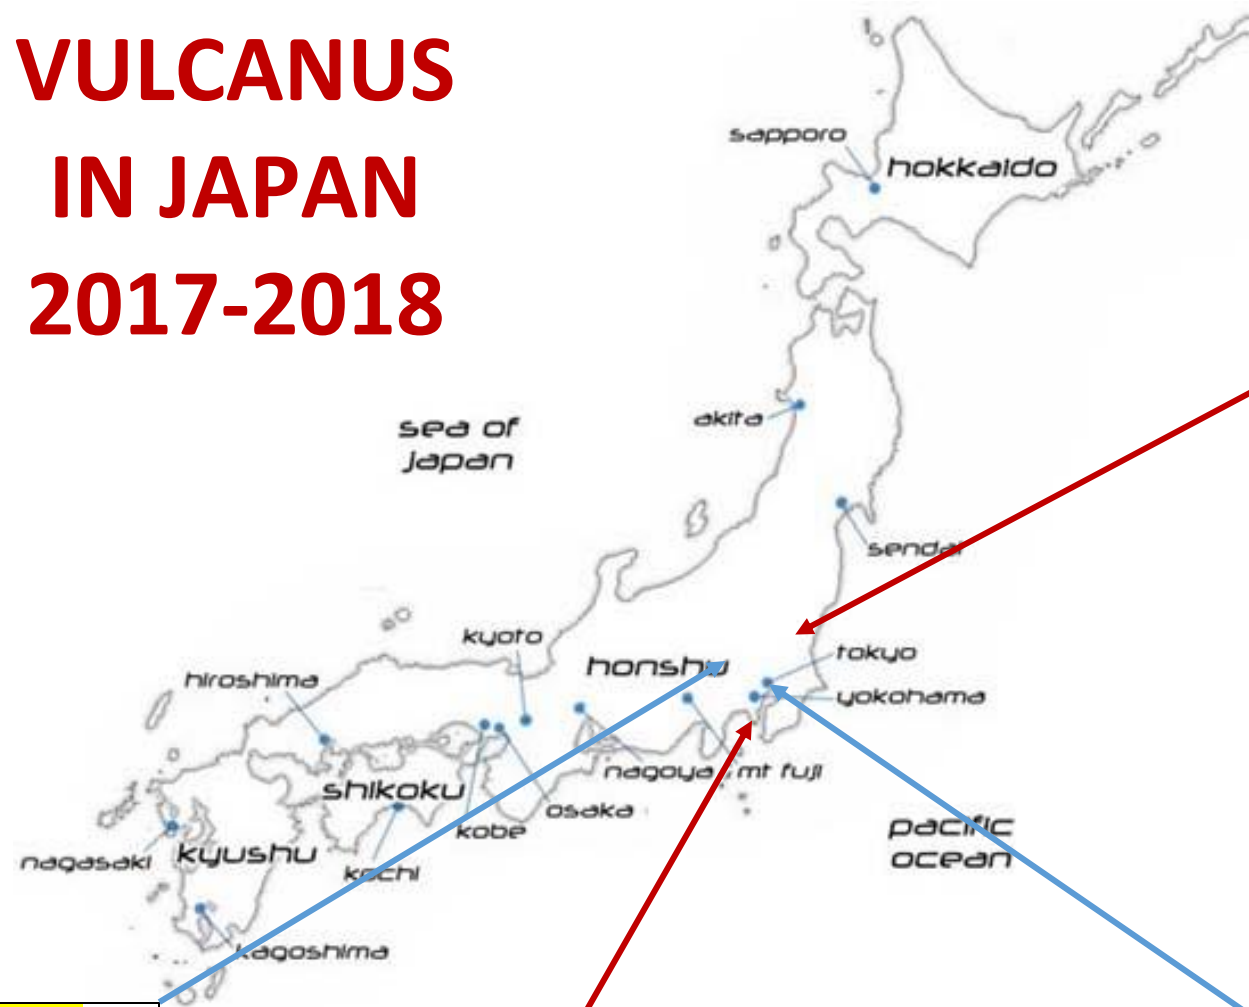 VULCANUS
IN JAPAN
2017-2018
sapporo
hokkaido
akita
sea of
japan
sendai
kyoto
honshu
tokyo
hiroshima
yokohama
nagoya
mt fuji
shikoku
osaka
kobe
pacific
ocean
nagasaki
kyushu
kochi
kagoshima